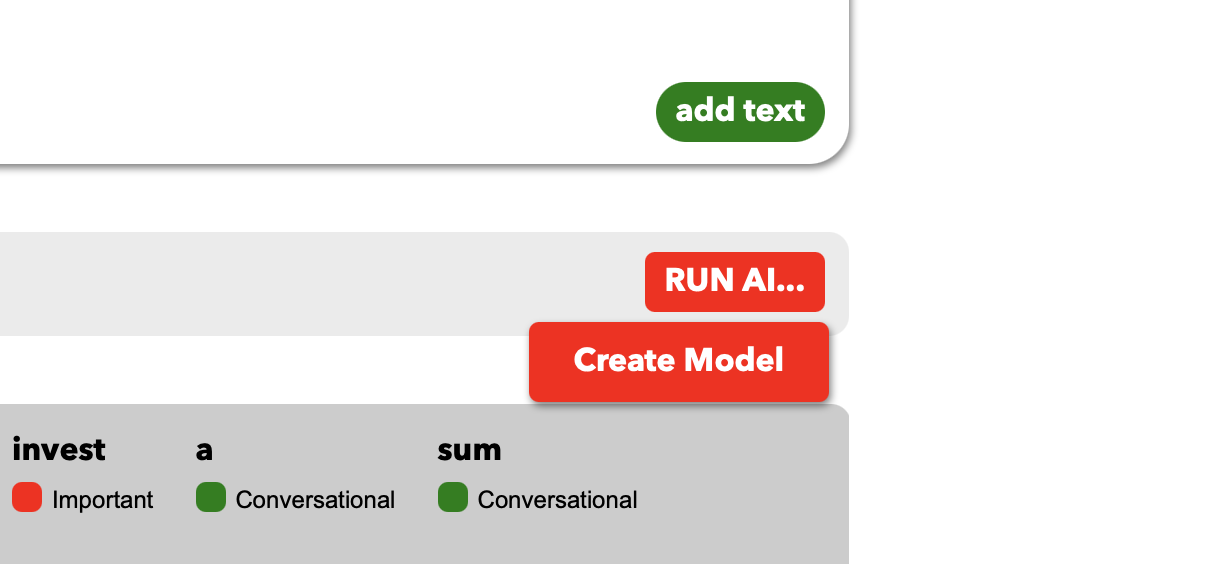 add text
RUN AI...
Create Model
invest a sum
Important Conversational Conversational